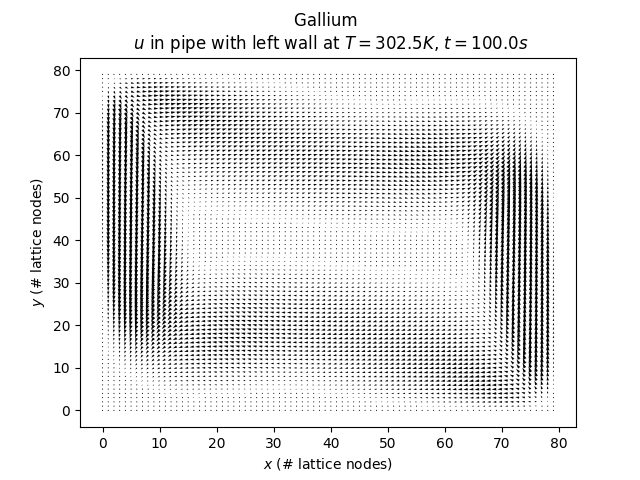 Gallium
u in pipe with left wall at T = 302.5K, t = 100.0s
80
70
60
50
40
30
20
10
0
y (# lattice nodes)
0 10 20 30 40 50 60 70 80
x (# lattice nodes)